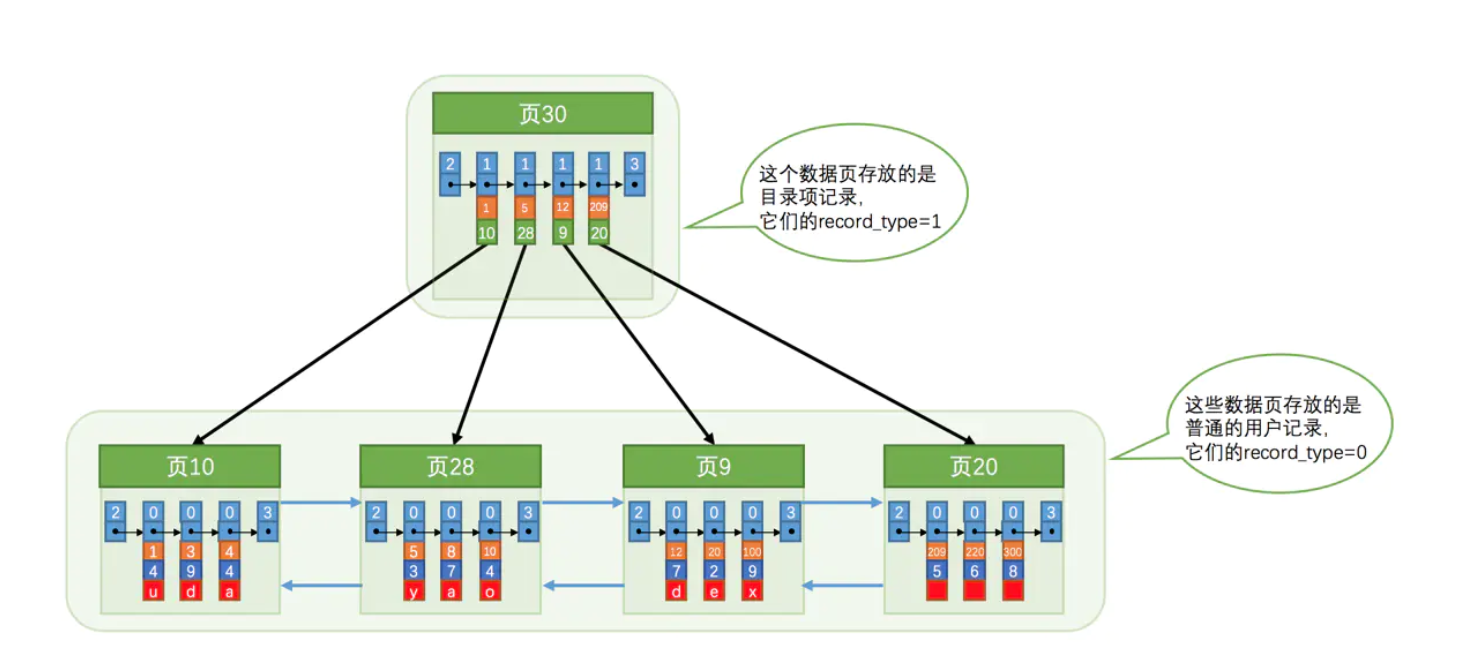 页30
2 1 1 1 1 3
1 5 12 209
10 28 9 20
这个数据页存放的是
目录项记录，
它们的record_type=1
这些数据页存放的是
普通的用户记录，
它们的record_type=0
页10
2 0 0 0 3
1 3 4
4 9 4
u d a
页28
2 0 0 0 3
5 8 10
3 7 4
y a o
页9
2 0 0 0 3
12 20 100
7 2 9
d e x
页20
2 0 0 0 3
209 220 300
5 6 8